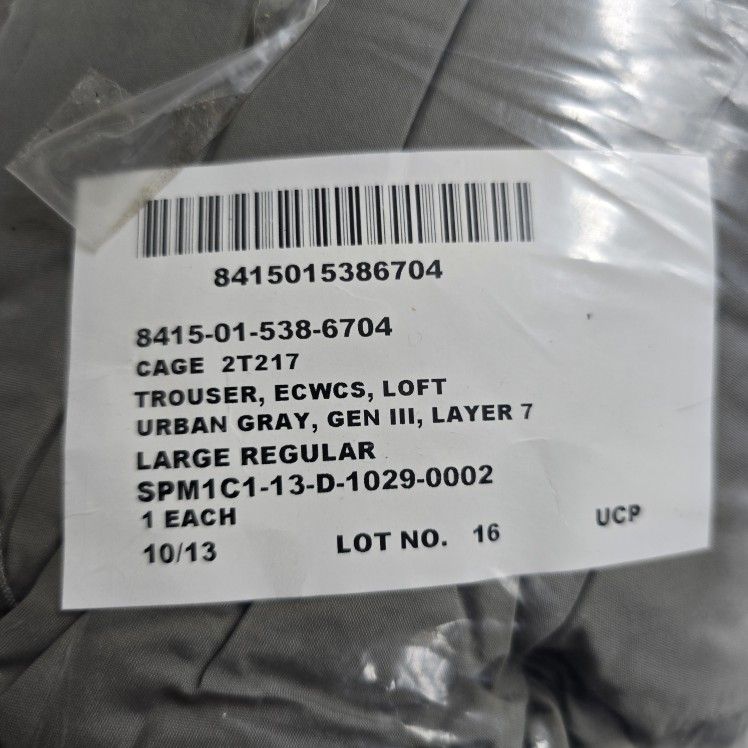 8415015386704
8415-01-538-6704
CAGE 2T217
TROUSER, ECWCS, LOFT
URBAN GRAY, GEN III, LAYER 7
LARGE REGULAR
SPM1C1-13-D-1029-0002
1 EACH
10/13 LOT NO. 16 UCP